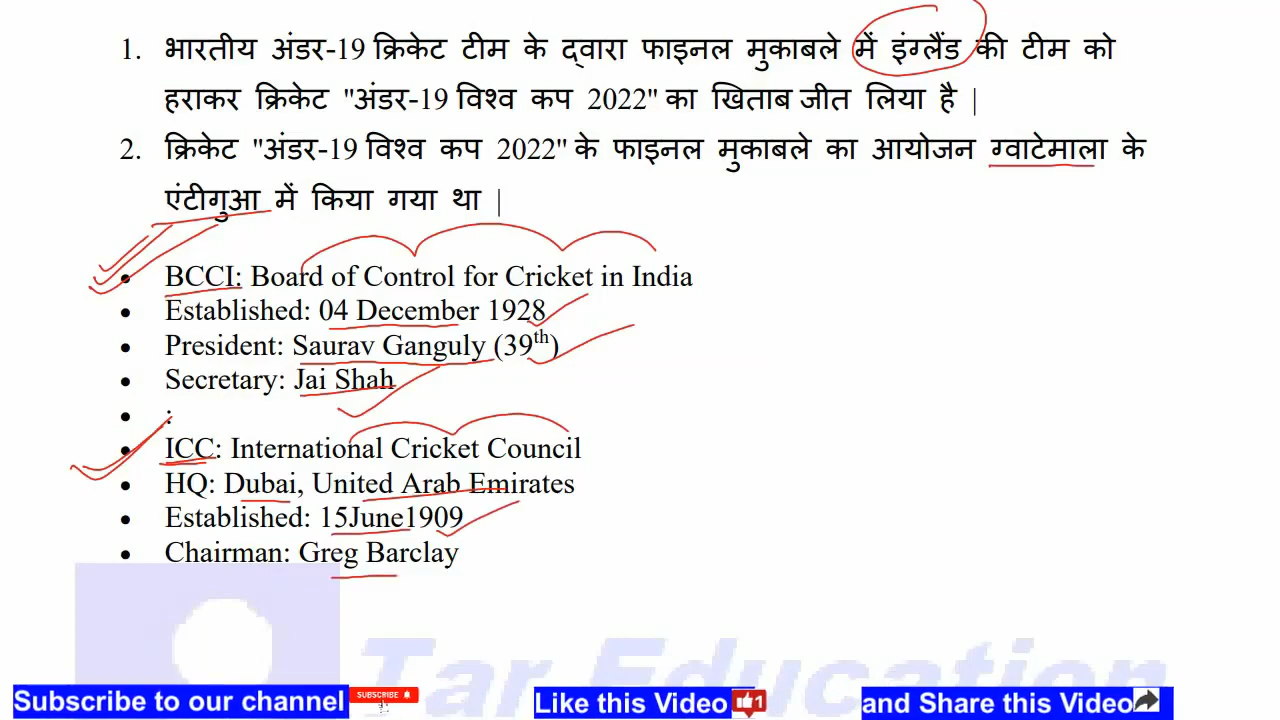 1. भारतीय अंडर-19 क्रिकेट टीम के द्वारा फाइनल मुकाबले में इंग्लैंड की टीम को
हराकर क्रिकेट "अंडर-19 विश्व कप 2022" का खिताब जीत लिया है |
2. क्रिकेट "अंडर-19 विश्व कप 2022" के फाइनल मुकाबले का आयोजन ग्वाटेमाला के
एंटीगुआ में किया गया था |
• BCCI: Board of Control for Cricket in India
• Established: 04 December 1928
• President: Saurav Ganguly (39th)
• Secretary: Jai Shah
• :
• ICC: International Cricket Council
• HQ: Dubai, United Arab Emirates
• Established: 15June1909
• Chairman: Greg Barclay
Tar Education
Subscribe to our channel SUBSCRIBE Like this Video 1 and Share this Video